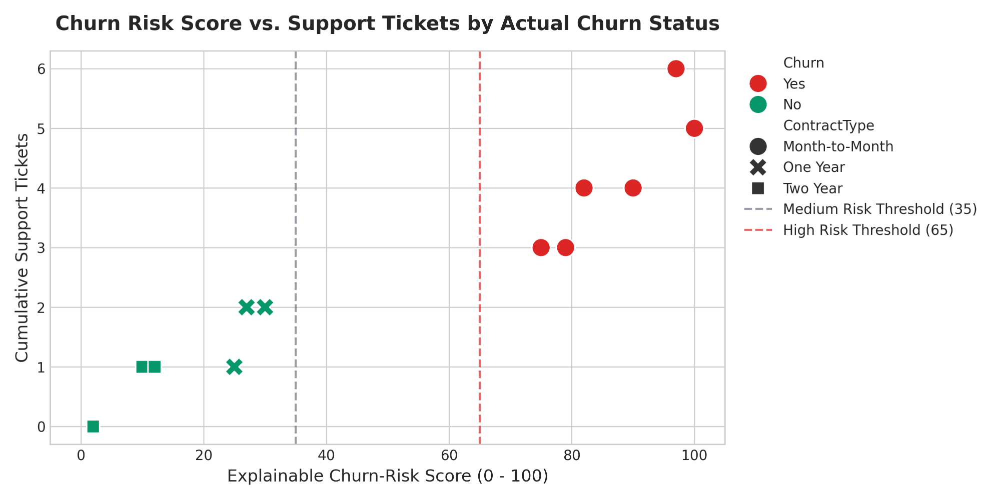 Churn Risk Score vs. Support Tickets by Actual Churn Status
Cumulative Support Tickets
6
5
4
3
2
1
0
0 20 40 60 80 100
Explainable Churn-Risk Score (0 - 100)
Churn
Yes
No
ContractType
Month-to-Month
One Year
Two Year
Medium Risk Threshold (35)
High Risk Threshold (65)